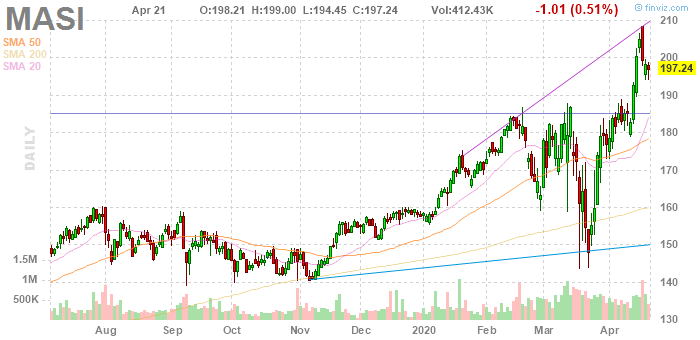 MASI
Apr 21 O:198.21 H:199.00 L:194.45 C:197.24 Vol:412.43K -1.01 (0.51%)
© finviz.com
SMA 50
SMA 200
SMA 20
DAILY
210
200
197.24
190
180
170
160
150
140
130
1.5M
1M
500K
Aug Sep Oct Nov Dec 2020 Feb Mar Apr